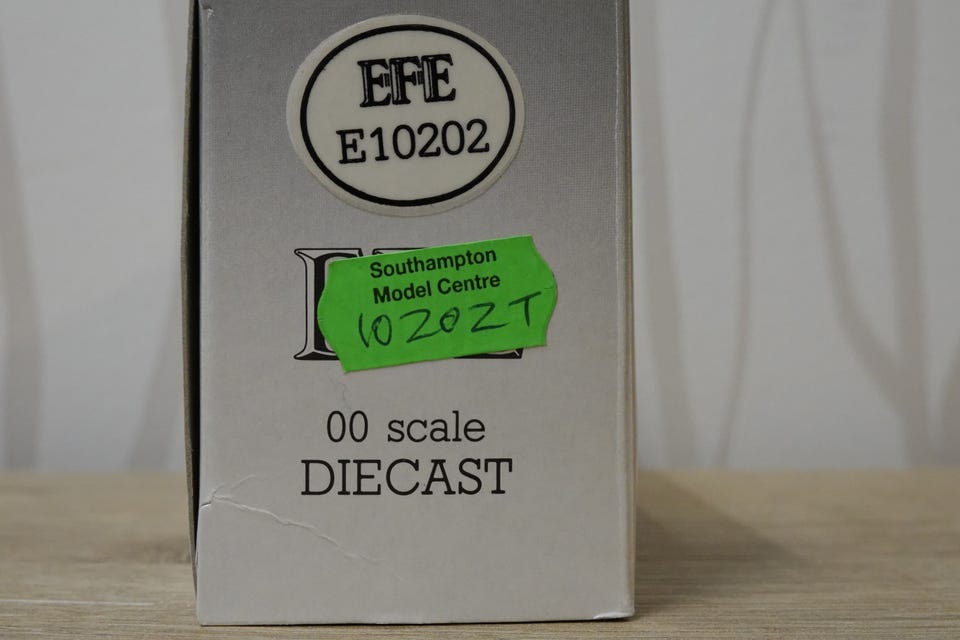 EFE
E10202
Southampton
Model Centre
10202T
00 scale
DIECAST